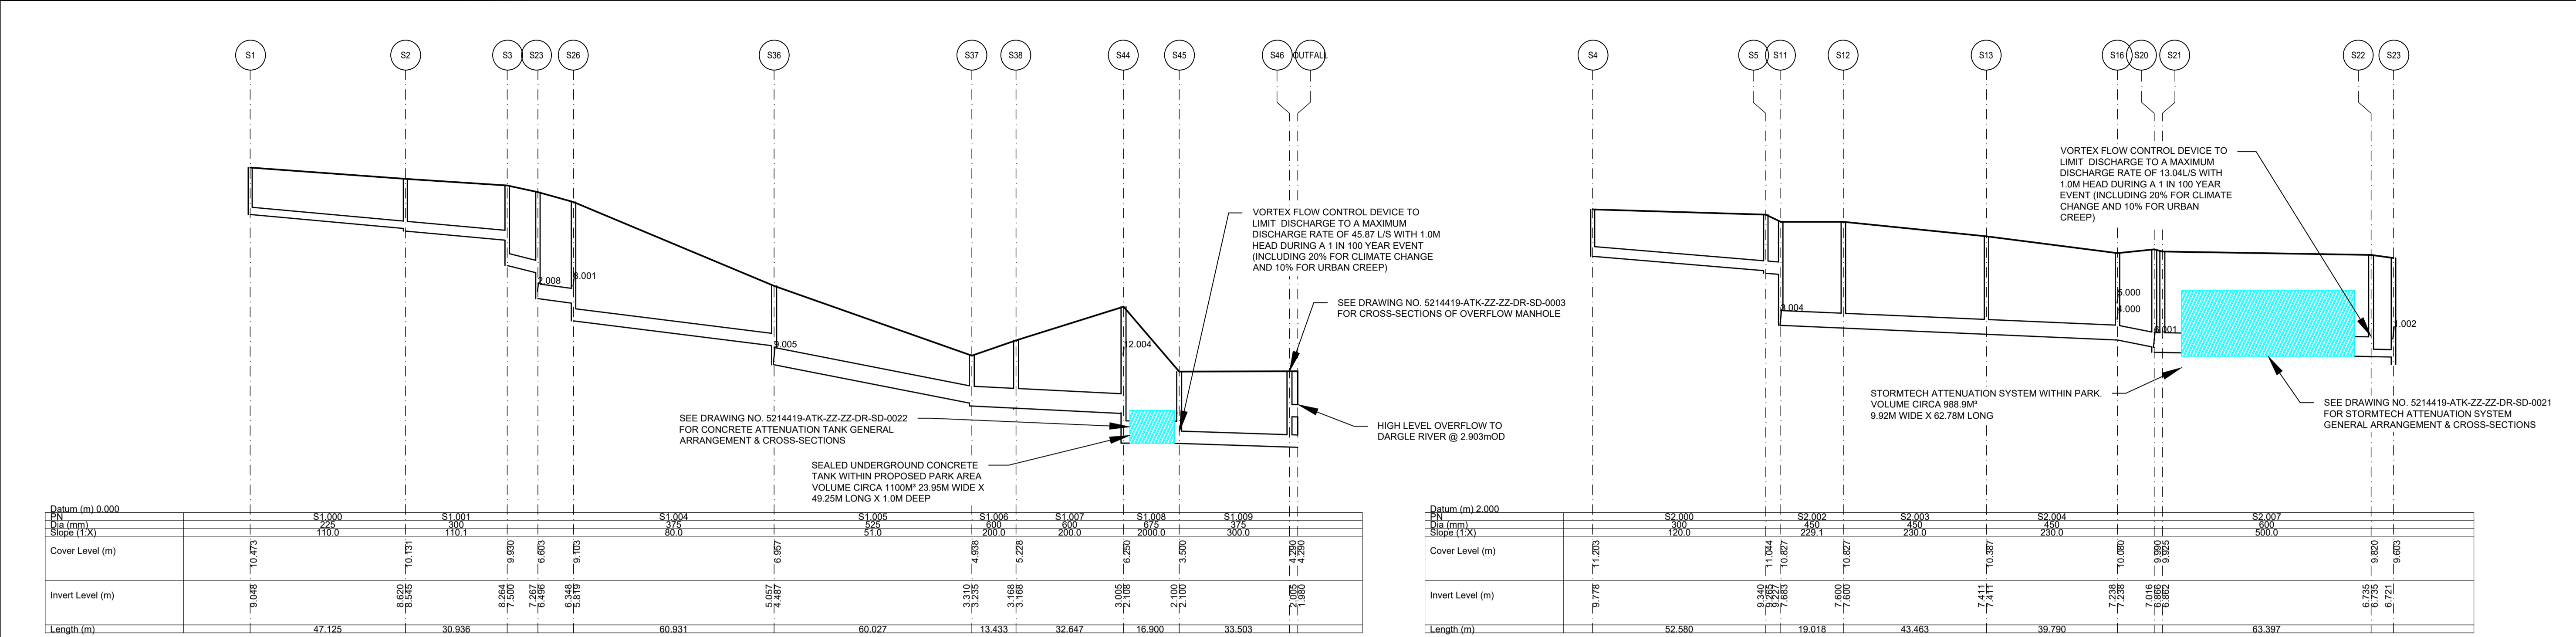 S1
S2
S3
S23
S26
S36
S37
S38
S44
S45
S46
OUTFALL
2.008
8.001
9.005
12.004
VORTEX FLOW CONTROL DEVICE TO
LIMIT DISCHARGE TO A MAXIMUM
DISCHARGE RATE OF 45.87 L/S WITH 1.0M
HEAD DURING A 1 IN 100 YEAR EVENT
(INCLUDING 20% FOR CLIMATE CHANGE
AND 10% FOR URBAN CREEP)
SEE DRAWING NO. 5214419-ATK-ZZ-ZZ-DR-SD-0003
FOR CROSS-SECTIONS OF OVERFLOW MANHOLE
SEE DRAWING NO. 5214419-ATK-ZZ-ZZ-DR-SD-0022
FOR CONCRETE ATTENUATION TANK GENERAL
ARRANGEMENT & CROSS-SECTIONS
HIGH LEVEL OVERFLOW TO
DARGLE RIVER @ 2.903mOD
SEALED UNDERGROUND CONCRETE
TANK WITHIN PROPOSED PARK AREA
VOLUME CIRCA 1100M³ 23.95M WIDE X
49.25M LONG X 1.0M DEEP
Datum (m) 0.000
PN S1.000 S1.001 S1.004 S1.005 S1.006 S1.007 S1.008 S1.009
Dia (mm) 225 300 375 525 600 600 675 375
Slope (1:X) 110.0 110.1 80.0 51.0 200.0 200.0 2000.0 300.0
Cover Level (m) 10.473 10.131 9.930 6.603 9.103 6.957 4.938 5.228 6.250 3.500 4.290 4.290
Invert Level (m) 9.048 8.620 8.545 8.264 7.500 7.267 6.496 6.348 5.819 5.057 4.487 3.310 3.235 3.168 3.168 3.005 2.108 2.100 2.100 2.005 1.980
Length (m) 47.125 30.936 60.931 60.027 13.433 32.647 16.900 33.503
S4
S5
S11
S12
S13
S16
S20
S21
S22
S23
VORTEX FLOW CONTROL DEVICE TO
LIMIT DISCHARGE TO A MAXIMUM
DISCHARGE RATE OF 13.04L/S WITH
1.0M HEAD DURING A 1 IN 100 YEAR
EVENT (INCLUDING 20% FOR CLIMATE
CHANGE AND 10% FOR URBAN
CREEP)
3.004
5.000
4.000
1.002
STORMTECH ATTENUATION SYSTEM WITHIN PARK.
VOLUME CIRCA 988.9M³
9.92M WIDE X 62.78M LONG
SEE DRAWING NO. 5214419-ATK-ZZ-ZZ-DR-SD-0021
FOR STORMTECH ATTENUATION SYSTEM
GENERAL ARRANGEMENT & CROSS-SECTIONS
Datum (m) 2.000
PN S2.000 S2.002 S2.003 S2.004 S2.007
Dia (mm) 300 450 450 450 600
Slope (1:X) 120.0 229.1 230.0 230.0 500.0
Cover Level (m) 11.203 11.044 10.827 10.827 10.387 10.080 9.990 9.925 9.820 9.603
Invert Level (m) 9.778 9.340 9.265 9.227 7.683 7.600 7.600 7.411 7.411 7.238 7.238 7.016 6.866 6.862 6.735 6.735 6.721
Length (m) 52.580 19.018 43.463 39.790 63.397